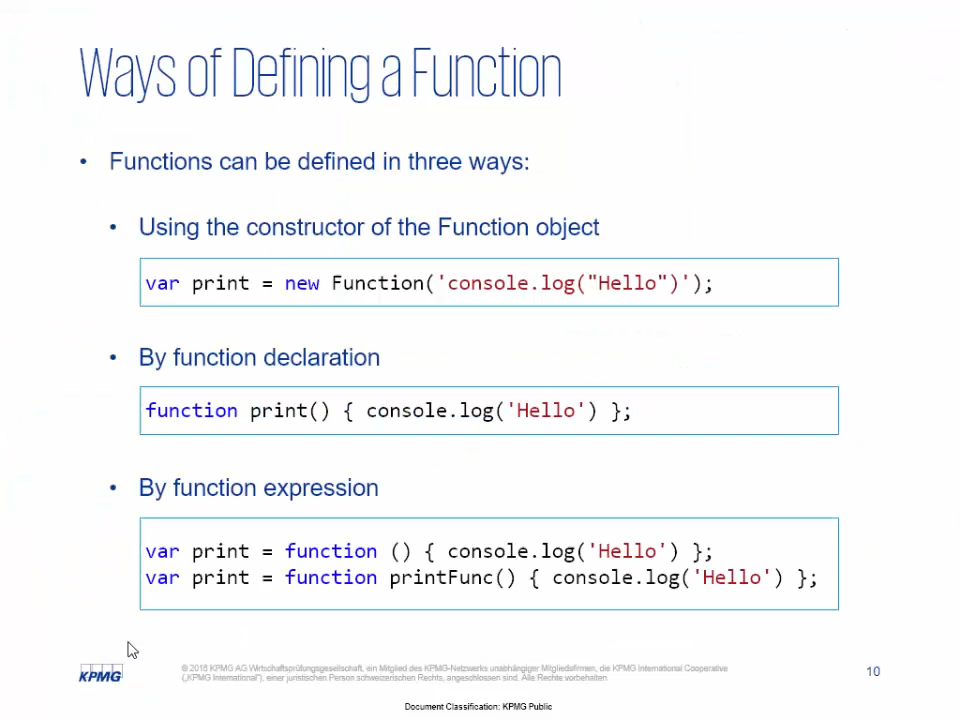 Ways of Defining a Function
• Functions can be defined in three ways:
• Using the constructor of the Function object
var print = new Function('console.log("Hello")');
• By function declaration
function print() { console.log('Hello') };
• By function expression
var print = function () { console.log('Hello') };
var print = function printFunc() { console.log('Hello') };
KPMG
© 2018 KPMG AG Wirtschaftsprüfungsgesellschaft, ein Mitglied des KPMG-Netzwerks unabhängiger Mitgliedsfirmen, die KPMG International Cooperative
(„KPMG International"), einer juristischen Person schweizerischen Rechts, angeschlossen sind. Alle Rechte vorbehalten
10
Document Classification: KPMG Public